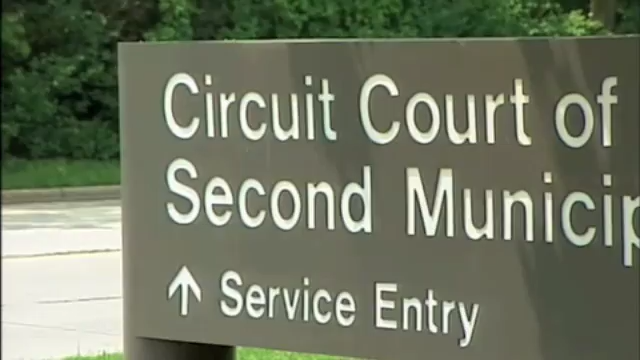 Circuit Court of
Second Municip
↑ Service Entry